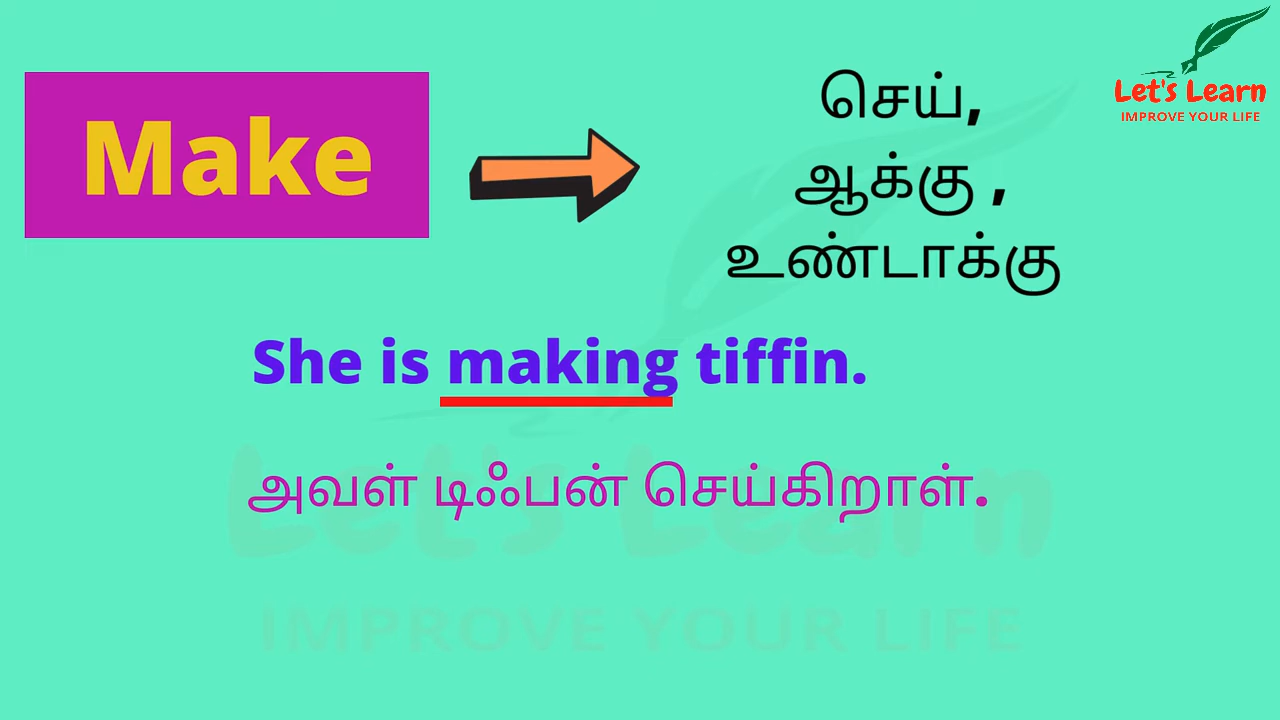 Let's Learn
IMPROVE YOUR LIFE
Make
செய்,
ஆக்கு ,
உண்டாக்கு
She is making tiffin.
அவள் டிஃபன் செய்கிறாள்.
Let's Learn
IMPROVE YOUR LIFE